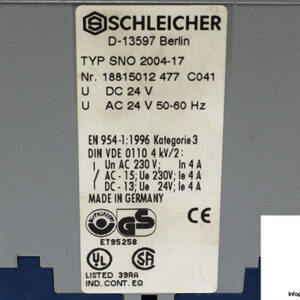 SCHLEICHER
D-13597 Berlin
TYP SNO 2004-17
Nr. 18815012 477 C041
U DC 24 V
U AC 24 V 50-60 Hz
EN 954-1:1996 Kategorie 3
DIN VDE 0110 4 kV/2:
Un AC 230 V; In 4 A
AC - 15; Ue 230V; Ie 4 A
DC - 13; Ue 24V; Ie 4 A
MADE IN GERMANY
GS
CE
ET95258
UL
SA
LISTED 39RA
IND. CONT. EQ